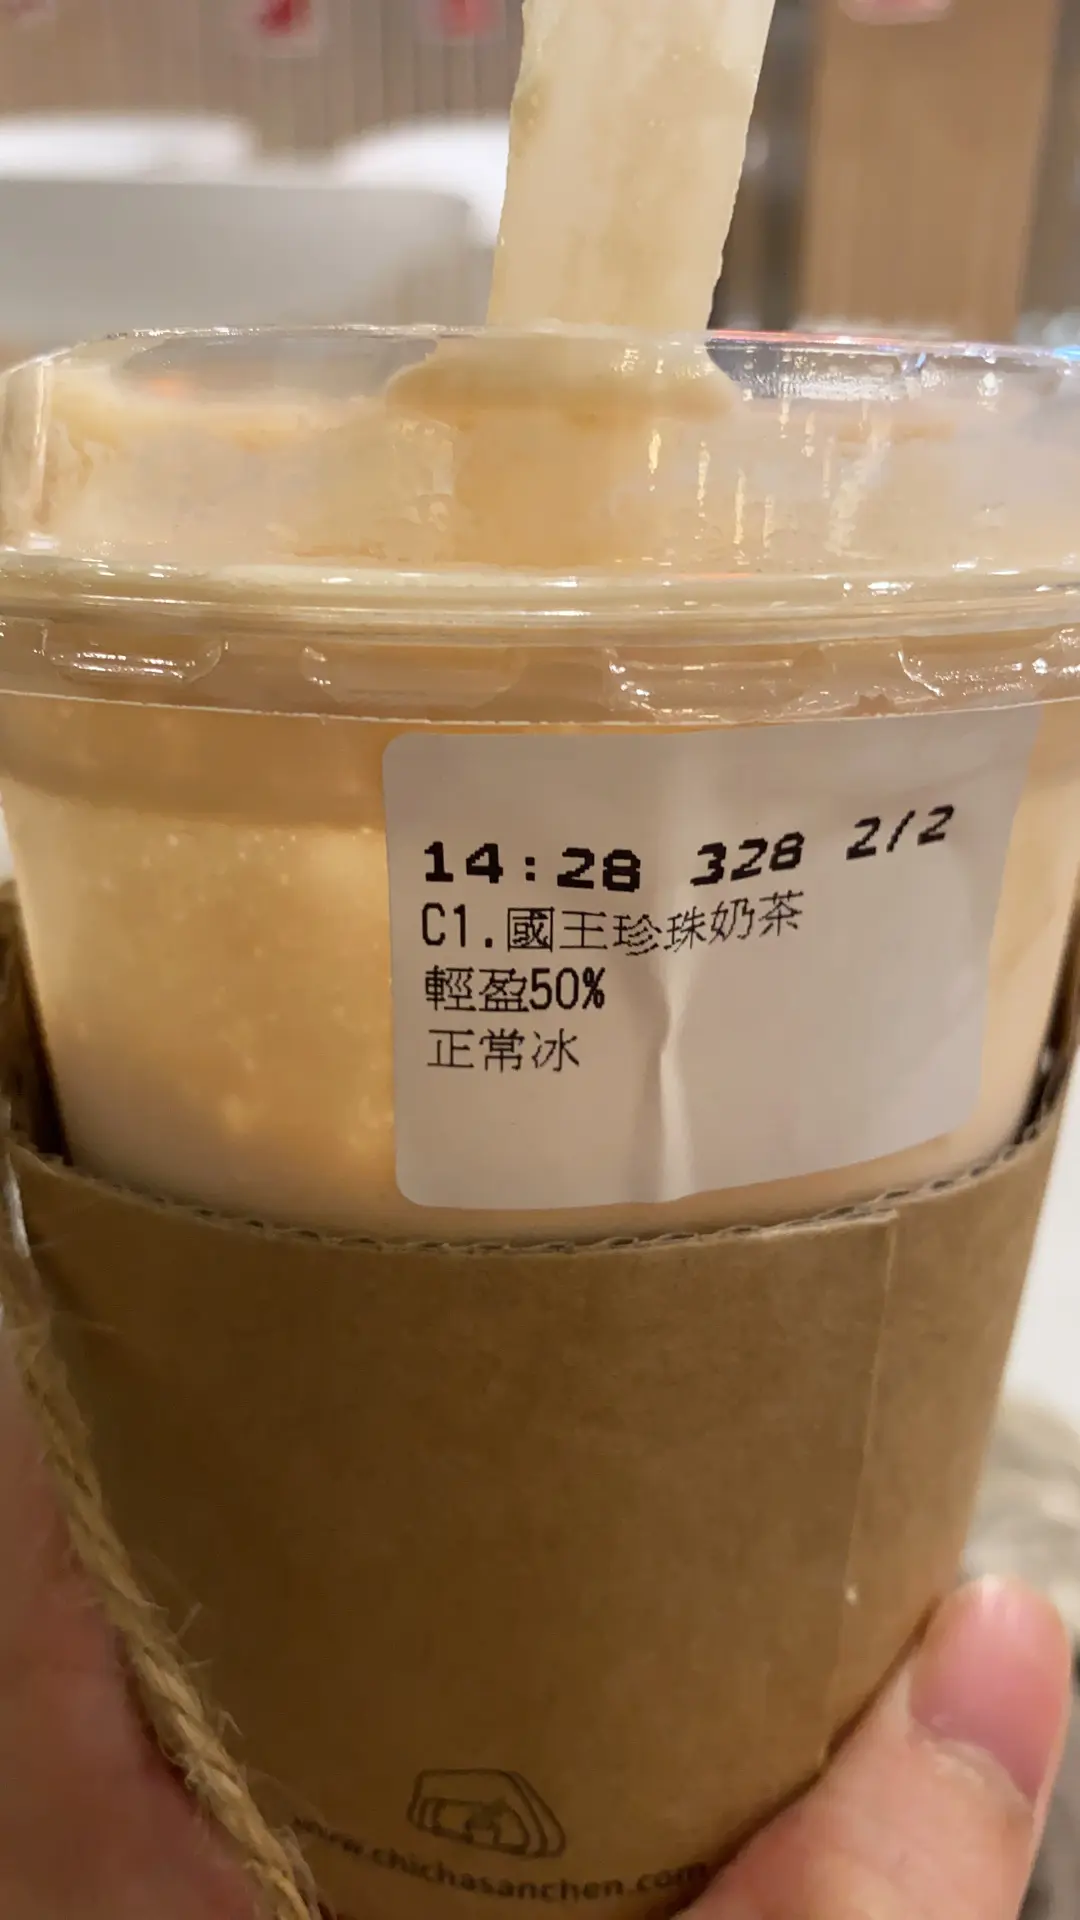 14:28 328 2/2
C1.國王珍珠奶茶
輕盈50%
正常冰
www.chichasanchen.com